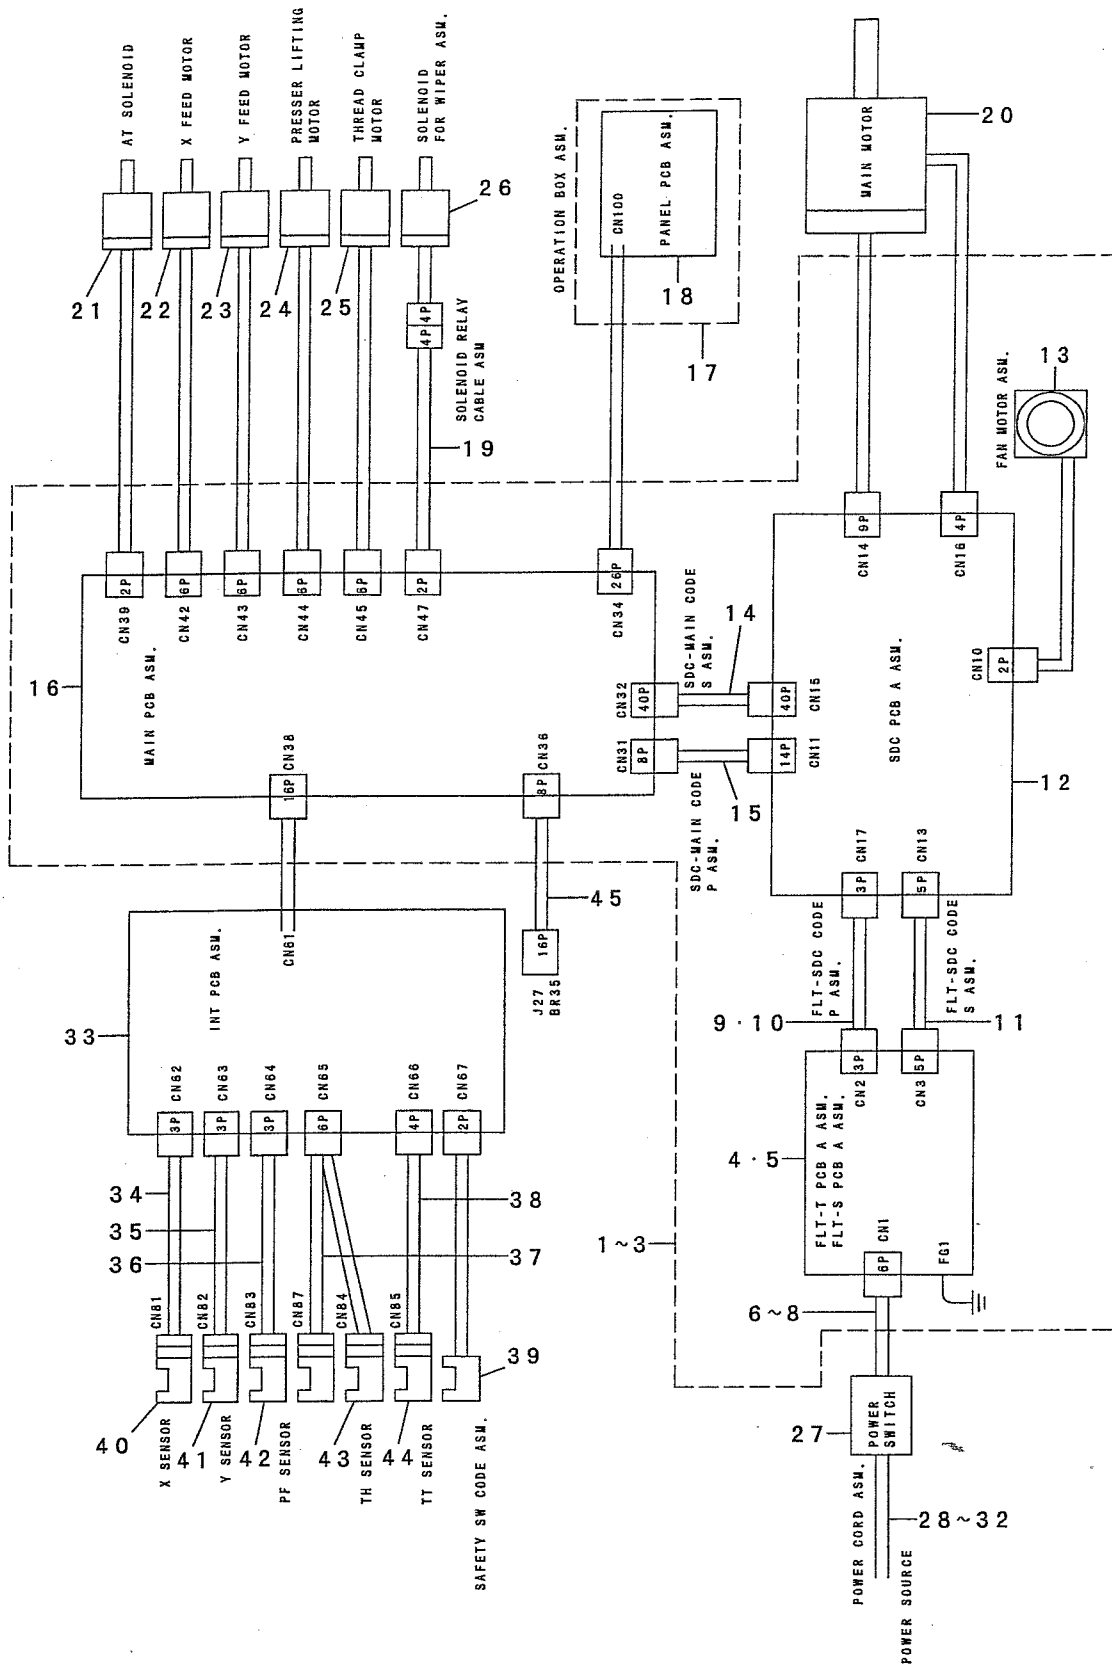 AT SOLENOID
X FEED MOTOR
Y FEED MOTOR
PRESSER LIFTING
MOTOR
THREAD CLAMP
MOTOR
SOLENOID
FOR WIPER ASM.
21
22
23
24
25
26
4P 4P
SOLENOID RELAY
CABLE ASM
19
OPERATION BOX ASM.
CN100
PANEL PCB ASM.
18
17
MAIN MOTOR
20
FAN MOTOR ASM.
13
16
MAIN PCB ASM.
CN39 2P
CN42 6P
CN43 6P
CN44 6P
CN45 6P
CN47 2P
CN34 26P
CN32 40P
CN31 8P
16P CN38
8P CN36
SDC-MAIN CODE
S ASM.
14
SDC-MAIN CODE
P ASM.
15
CN14 9P
CN16 4P
CN10 2P
40P CN15
14P CN11
SDC PCB A ASM.
12
3P CN17
5P CN13
45
16P
J27
BR35
33
INT PCB ASM.
CN61
3P CN62
3P CN63
3P CN64
6P CN65
4P CN66
2P CN67
34
35
36
37
38
39
CN81
CN82
CN83
CN87
CN84
CN85
40
X SENSOR
41
Y SENSOR
42
PF SENSOR
43
TH SENSOR
44
TT SENSOR
SAFETY SW CODE ASM.
FLT-SDC CODE
P ASM.
9·10
FLT-SDC CODE
S ASM.
11
CN2 3P
CN3 5P
4·5
FLT-T PCB A ASM.
FLT-S PCB A ASM.
6P CN1
FG1
1~3
6~8
27
POWER
SWITCH
POWER CORD ASM.
28~32
POWER SOURCE